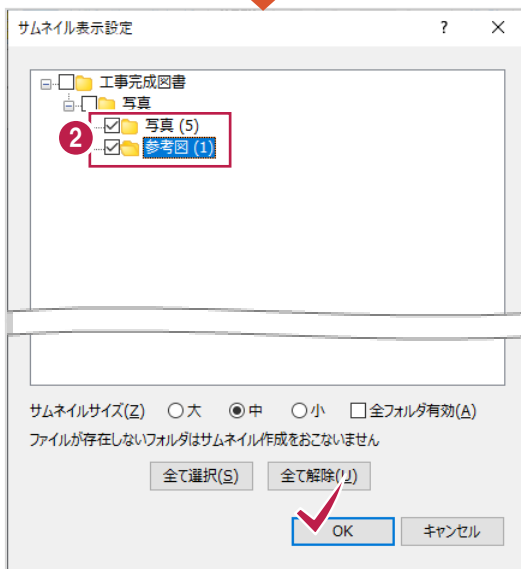 サムネイル表示設定 ? ×
工事完成図書
写真
2 写真 (5)
参考図 (1)
サムネイルサイズ(Z) 大 中 小 全フォルダ有効(A)
ファイルが存在しないフォルダはサムネイル作成をおこないません
全て選択(S) 全て解除(U)
OK キャンセル